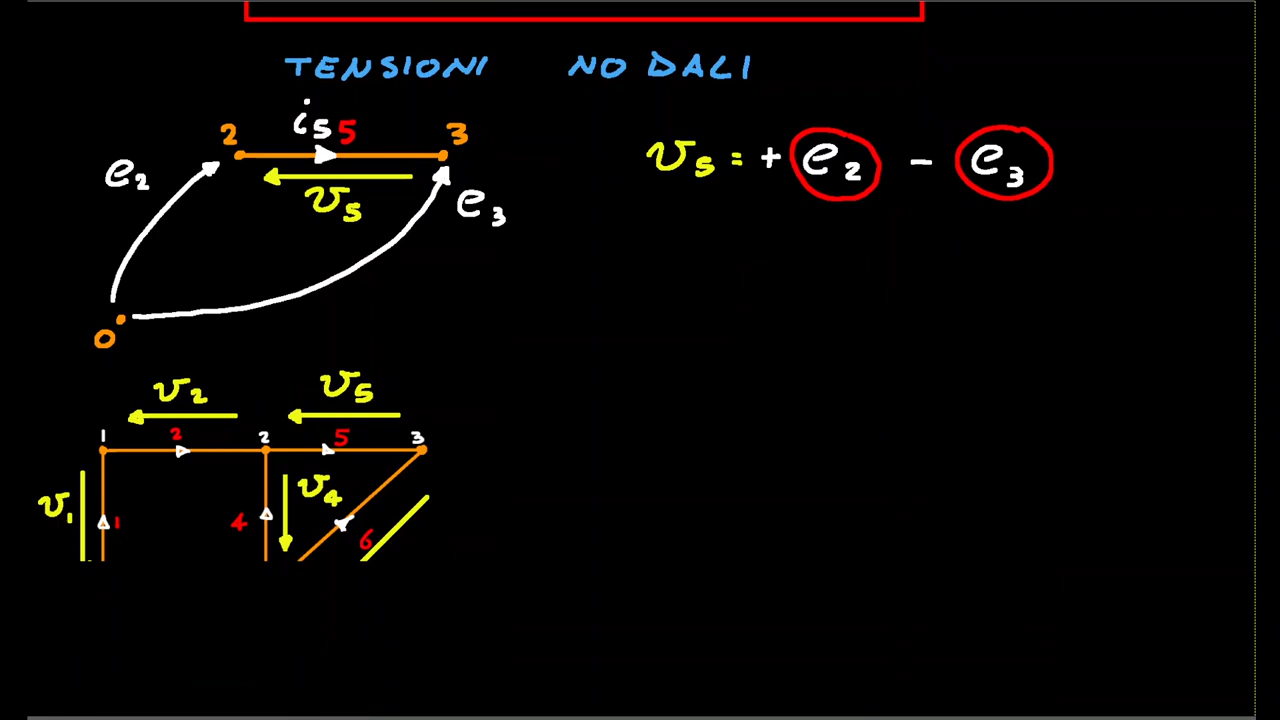 TENSIONI NODALI
i5 5
2 3
e2 v5 = + e2 - e3
v5 e3
0
v2 v5
1 2 2 5 3
v1 1 4 v4 6